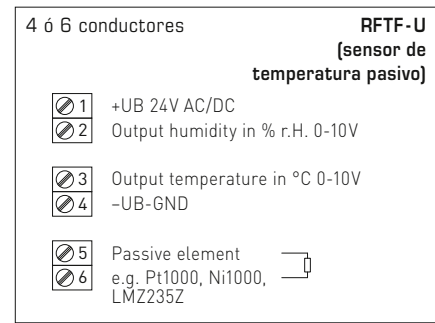 4 ó 6 conductores RFTF-U
(sensor de
temperatura pasivo)
1 +UB 24V AC/DC
2 Output humidity in % r.H. 0-10V
3 Output temperature in °C 0-10V
4 –UB-GND
5 Passive element
6 e.g. Pt1000, Ni1000,
LMZ235Z